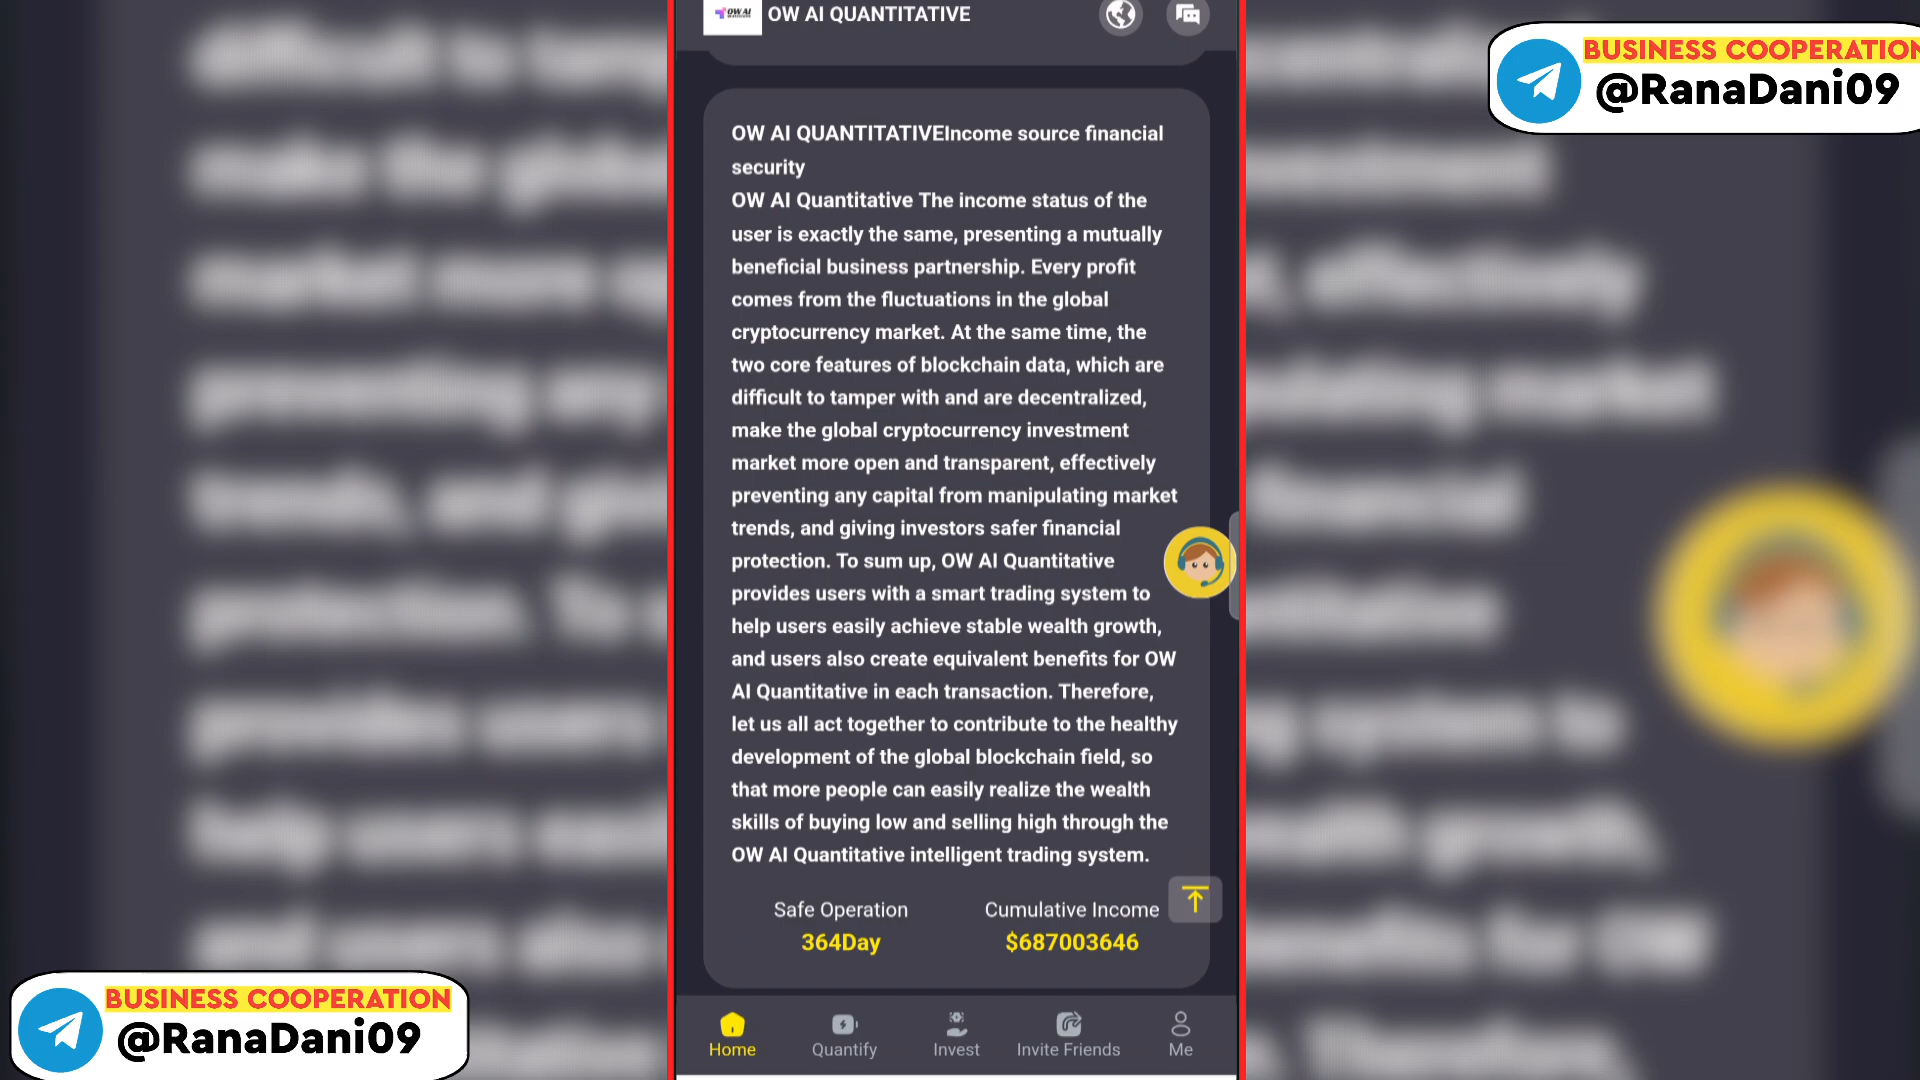 OW AI
OW AI QUANTITATIVE
BUSINESS COOPERATION
@RanaDani09
OW AI QUANTITATIVEIncome source financial
security
OW AI Quantitative The income status of the
user is exactly the same, presenting a mutually
beneficial business partnership. Every profit
comes from the fluctuations in the global
cryptocurrency market. At the same time, the
two core features of blockchain data, which are
difficult to tamper with and are decentralized,
make the global cryptocurrency investment
market more open and transparent, effectively
preventing any capital from manipulating market
trends, and giving investors safer financial
protection. To sum up, OW AI Quantitative
provides users with a smart trading system to
help users easily achieve stable wealth growth,
and users also create equivalent benefits for OW
AI Quantitative in each transaction. Therefore,
let us all act together to contribute to the healthy
development of the global blockchain field, so
that more people can easily realize the wealth
skills of buying low and selling high through the
OW AI Quantitative intelligent trading system.
Safe Operation Cumulative Income
364Day $687003646
BUSINESS COOPERATION
@RanaDani09
Home Quantify Invest Invite Friends Me